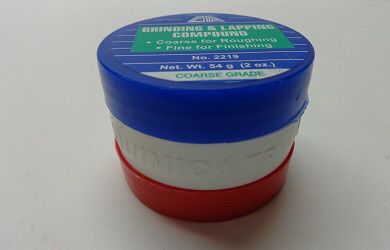 GRINDING & LAPPING
COMPOUND
• Coarse for Roughing
• Fine for Finishing
No. 2219
Net. Wt. 54 g (2 oz.)
COARSE GRADE